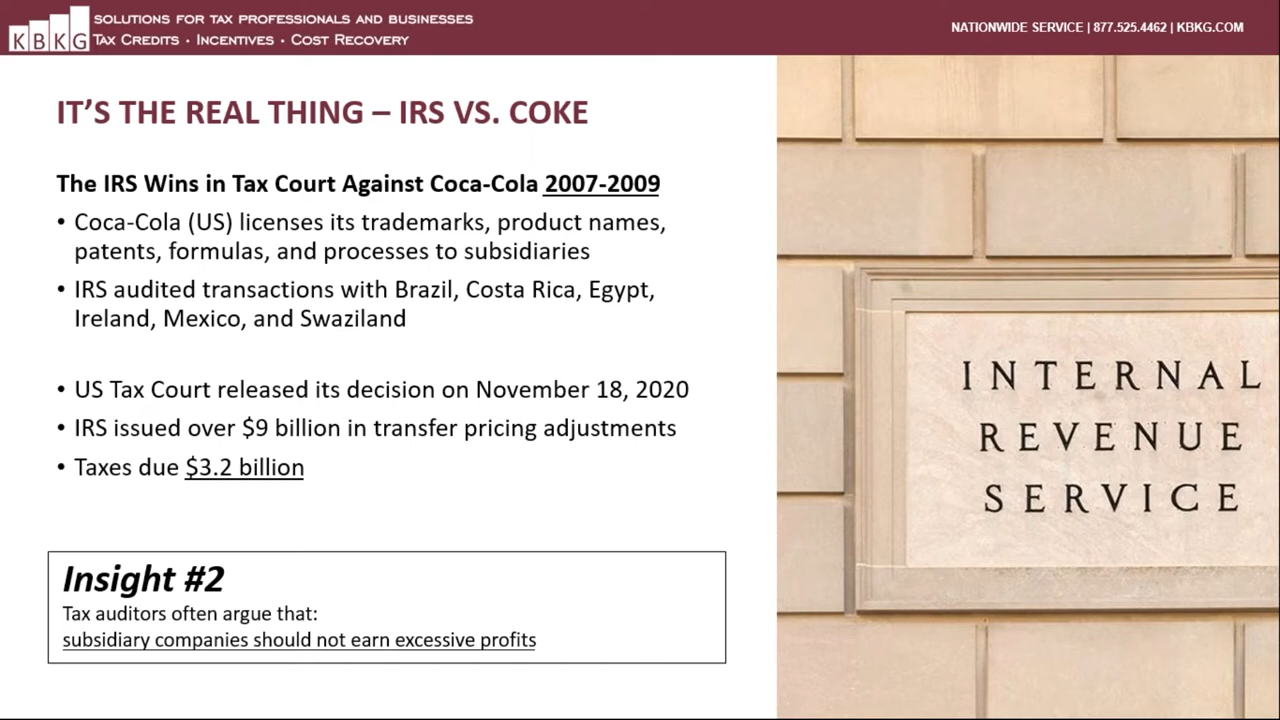 KBKG
SOLUTIONS FOR TAX PROFESSIONALS AND BUSINESSES
TAX CREDITS · INCENTIVES · COST RECOVERY
NATIONWIDE SERVICE | 877.525.4462 | KBKG.COM
IT'S THE REAL THING – IRS VS. COKE
The IRS Wins in Tax Court Against Coca-Cola 2007-2009
• Coca-Cola (US) licenses its trademarks, product names,
patents, formulas, and processes to subsidiaries
• IRS audited transactions with Brazil, Costa Rica, Egypt,
Ireland, Mexico, and Swaziland
• US Tax Court released its decision on November 18, 2020
• IRS issued over $9 billion in transfer pricing adjustments
• Taxes due $3.2 billion
Insight #2
Tax auditors often argue that:
subsidiary companies should not earn excessive profits
INTERNAL
REVENUE
SERVICE